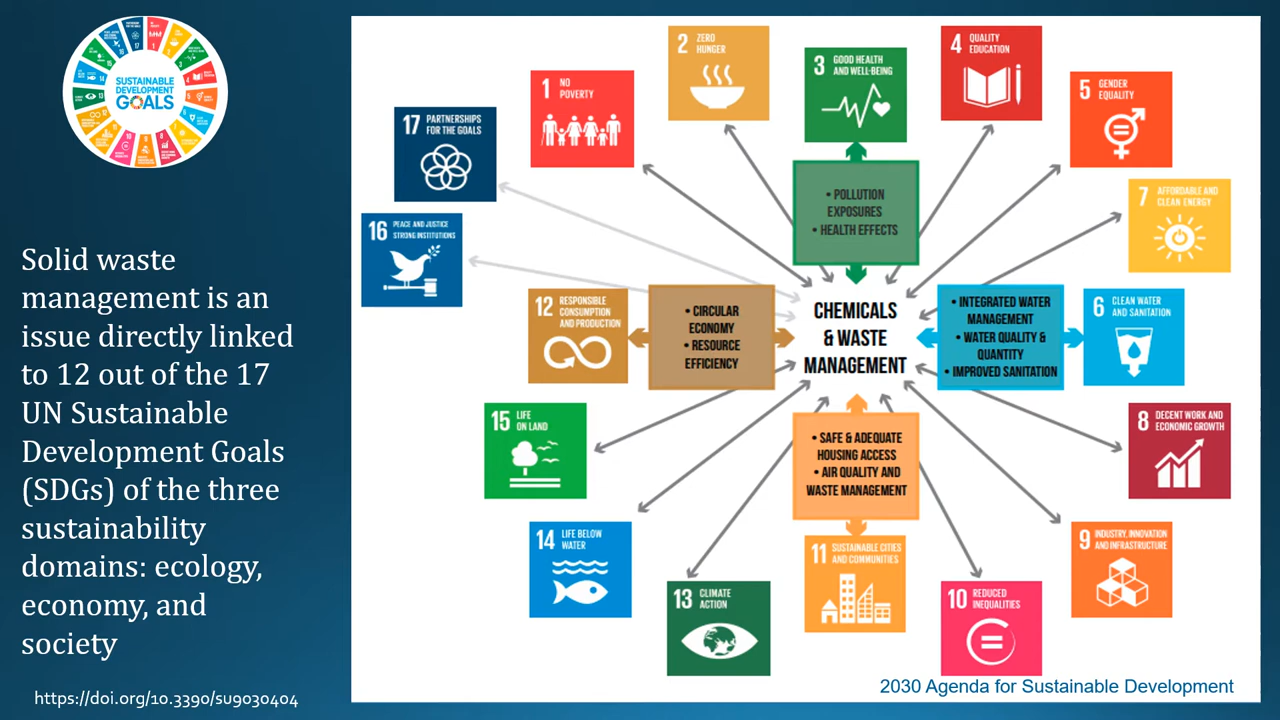 SUSTAINABLE
DEVELOPMENT
GOALS
Solid waste
management is an
issue directly linked
to 12 out of the 17
UN Sustainable
Development Goals
(SDGs) of the three
sustainability
domains: ecology,
economy, and
society
https://doi.org/10.3390/su9030404
1 NO
POVERTY
2 ZERO
HUNGER
3 GOOD HEALTH
AND WELL-BEING
4 QUALITY
EDUCATION
5 GENDER
EQUALITY
17 PARTNERSHIPS
FOR THE GOALS
• POLLUTION
EXPOSURES
• HEALTH EFFECTS
7 AFFORDABLE AND
CLEAN ENERGY
16 PEACE AND JUSTICE
STRONG INSTITUTIONS
12 RESPONSIBLE
CONSUMPTION
AND PRODUCTION
• CIRCULAR
ECONOMY
• RESOURCE
EFFICIENCY
CHEMICALS
& WASTE
MANAGEMENT
• INTEGRATED WATER
MANAGEMENT
• WATER QUALITY &
QUANTITY
• IMPROVED SANITATION
6 CLEAN WATER
AND SANITATION
15 LIFE
ON LAND
• SAFE & ADEQUATE
HOUSING ACCESS
• AIR QUALITY AND
WASTE MANAGEMENT
8 DECENT WORK AND
ECONOMIC GROWTH
14 LIFE BELOW
WATER
13 CLIMATE
ACTION
11 SUSTAINABLE CITIES
AND COMMUNITIES
10 REDUCED
INEQUALITIES
9 INDUSTRY, INNOVATION
AND INFRASTRUCTURE
2030 Agenda for Sustainable Development